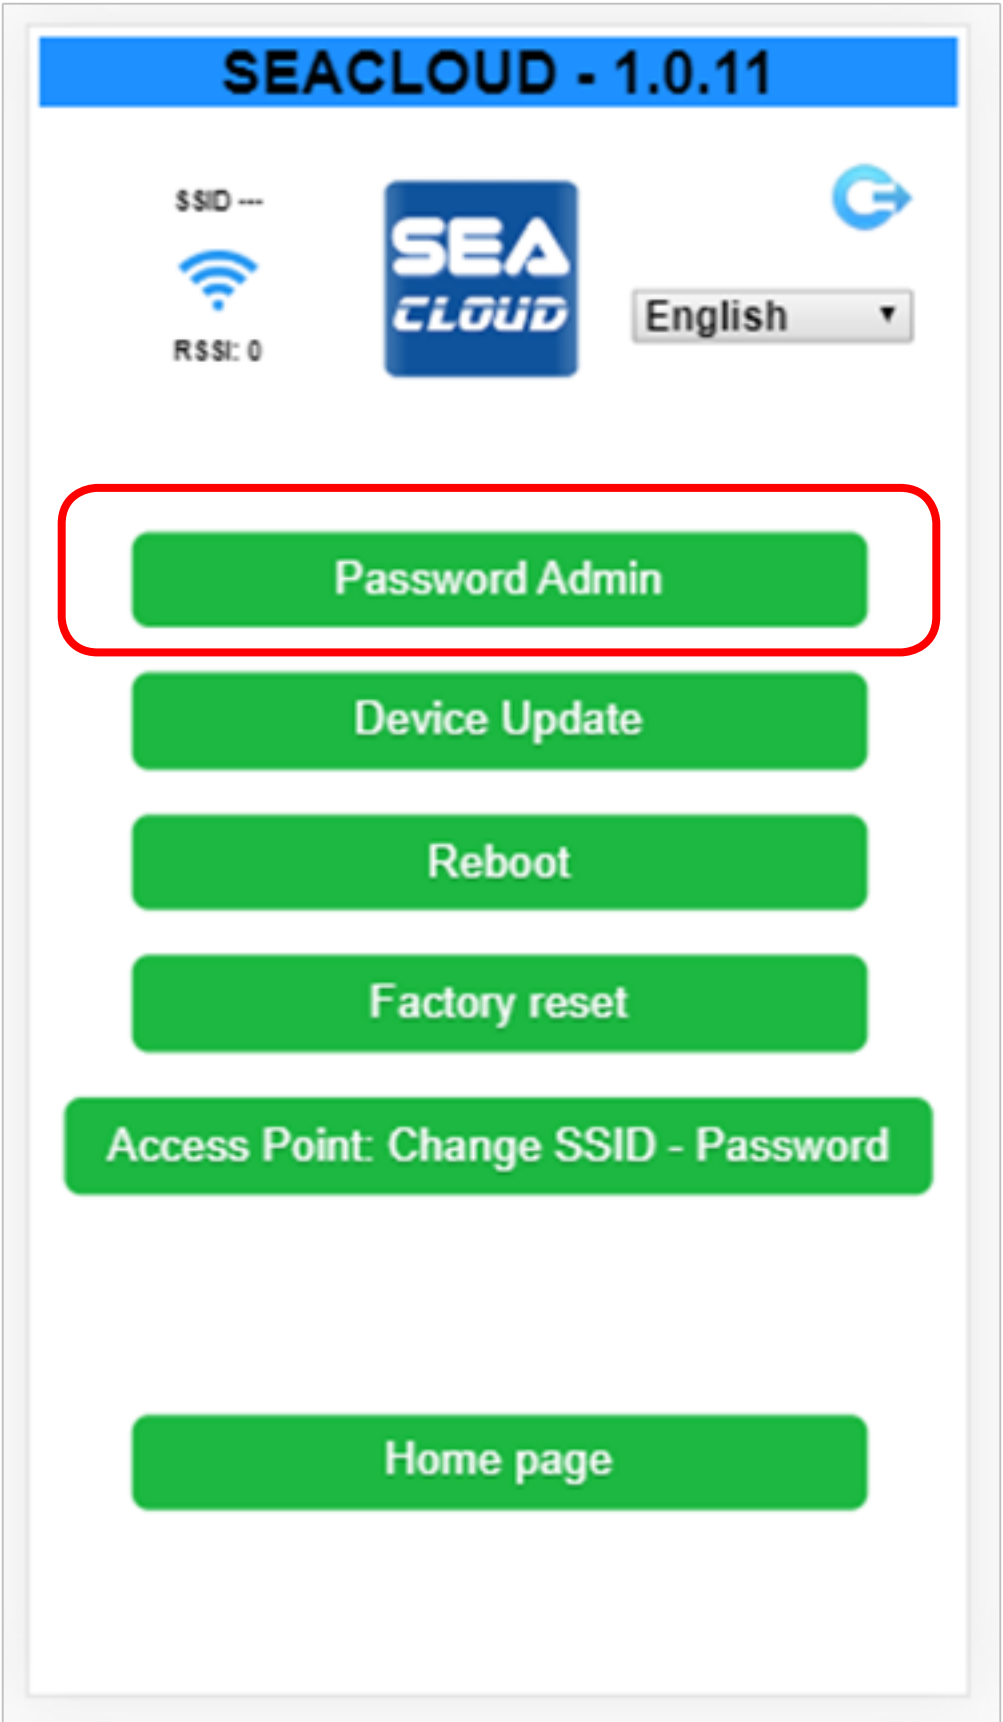 SEACLOUD - 1.0.11
SSID ---
SEA
CLOUD
English
RSSI: 0
Password Admin
Device Update
Reboot
Factory reset
Access Point: Change SSID - Password
Home page